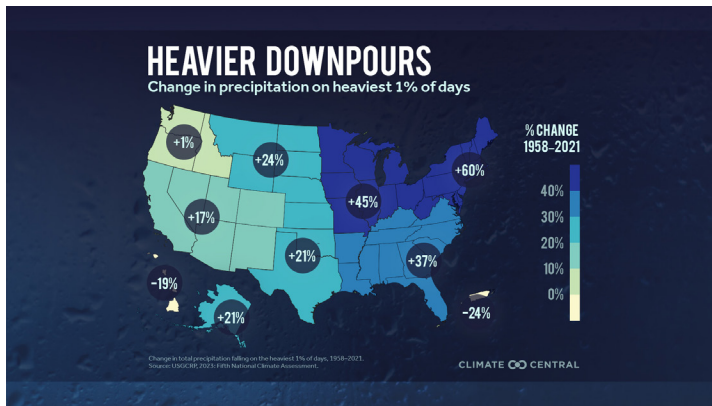 HEAVIER DOWNPOURS
Change in precipitation on heaviest 1% of days
% CHANGE
1958–2021
+1%
+24%
+60%
+45%
+17%
+21%
+37%
-19%
+21%
-24%
40%
30%
20%
10%
0%
Change in total precipitation falling on the heaviest 1% of days, 1958–2021.
Source: USGCRP, 2023: Fifth National Climate Assessment.
CLIMATE CENTRAL